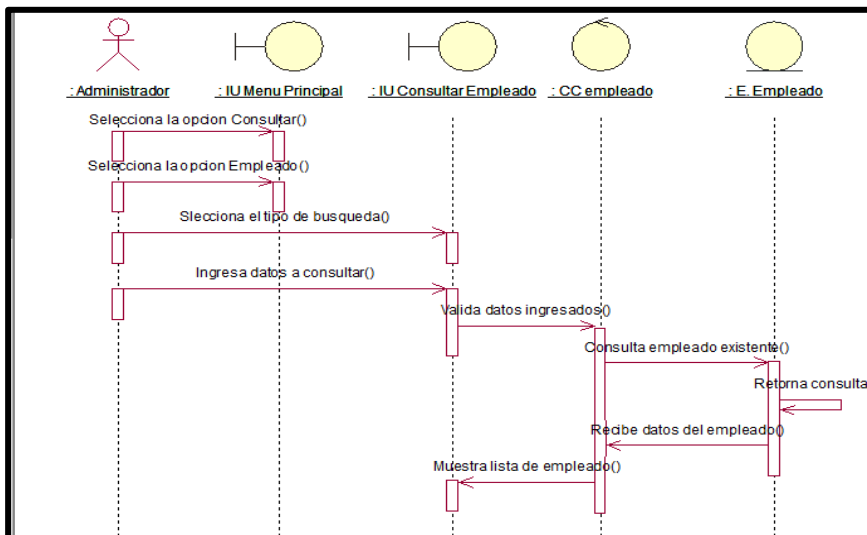 : Administrador
: IU Menu Principal
: IU Consultar Empleado
: CC empleado
: E. Empleado
Selecciona la opcion Consultar()
Selecciona la opcion Empleado()
Slecciona el tipo de busqueda()
Ingresa datos a consultar()
Valida datos ingresados()
Consulta empleado existente()
Retorna consulta
Recibe datos del empleado()
Muestra lista de empleado()